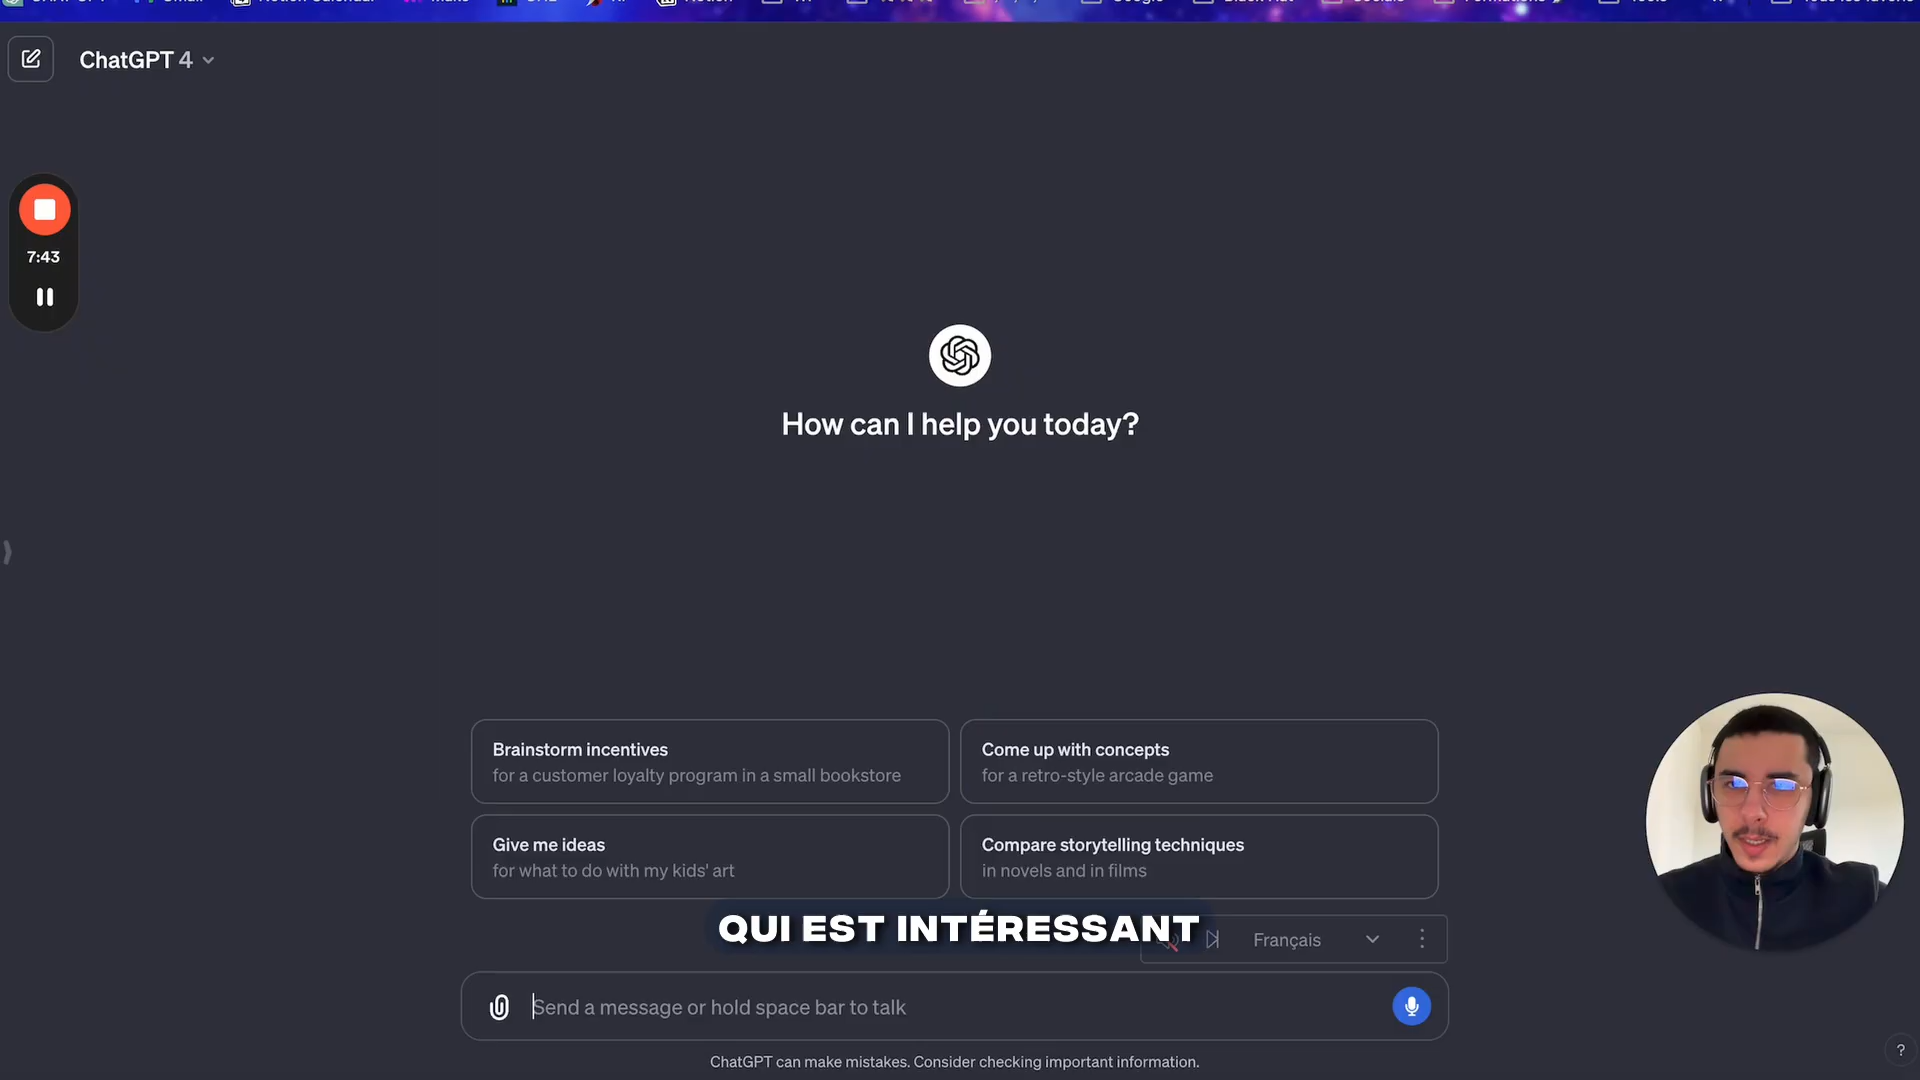 ChatGPT 4
7:43
How can I help you today?
Brainstorm incentives
for a customer loyalty program in a small bookstore
Come up with concepts
for a retro-style arcade game
Give me ideas
for what to do with my kids' art
Compare storytelling techniques
in novels and in films
QUI EST INTÉRESSANT
Français
Send a message or hold space bar to talk
ChatGPT can make mistakes. Consider checking important information.
?